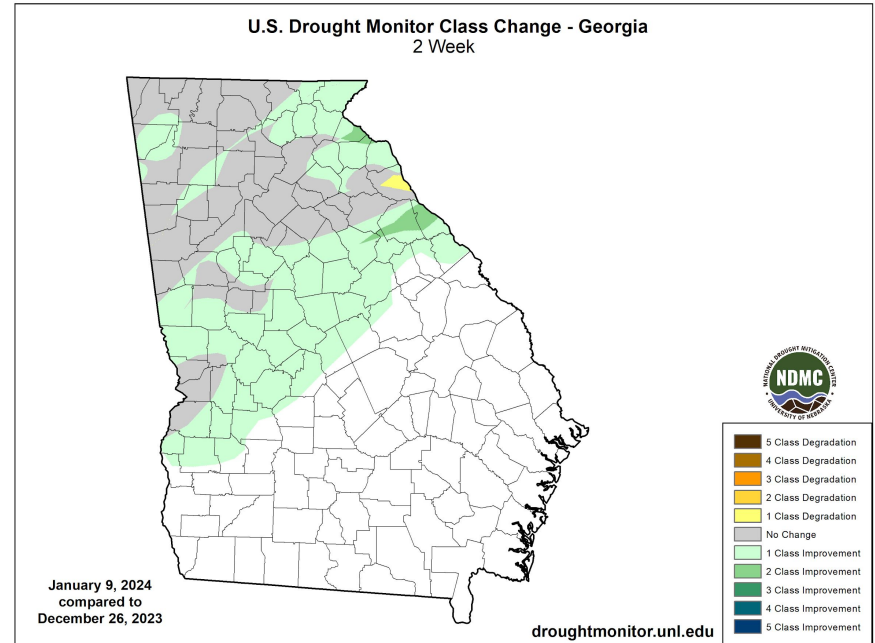 U.S. Drought Monitor Class Change - Georgia
2 Week
NATIONAL DROUGHT MITIGATION CENTER
NDMC
UNIVERSITY OF NEBRASKA
5 Class Degradation
4 Class Degradation
3 Class Degradation
2 Class Degradation
1 Class Degradation
No Change
1 Class Improvement
2 Class Improvement
3 Class Improvement
4 Class Improvement
5 Class Improvement
January 9, 2024
compared to
December 26, 2023
droughtmonitor.unl.edu